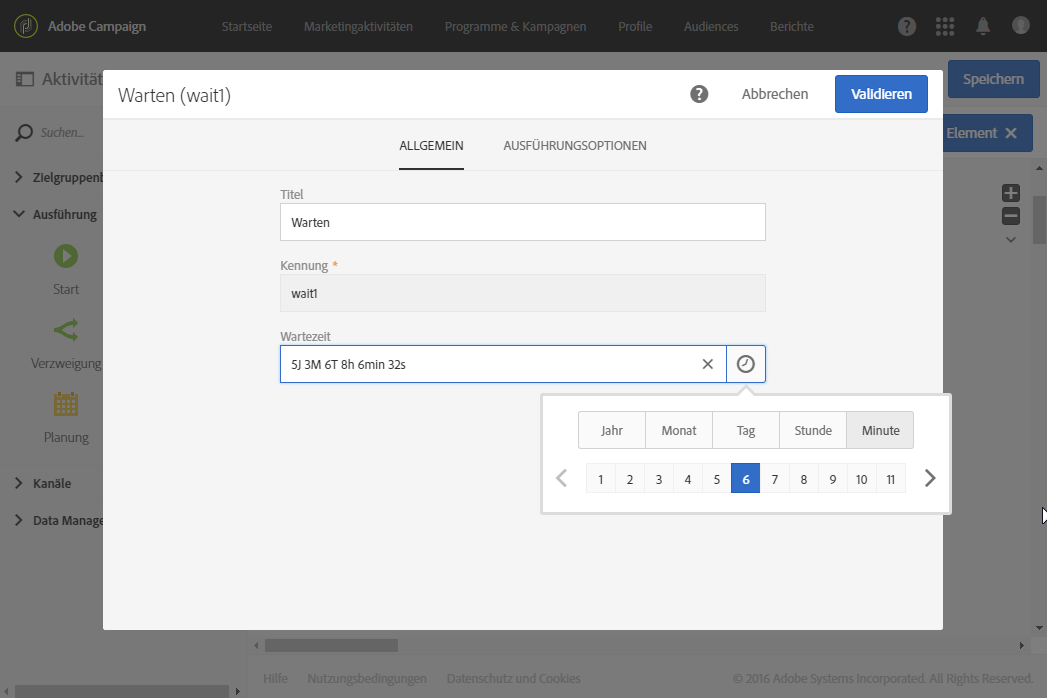 Adobe Campaign
Startseite
Marketingaktivitäten
Programme & Kampagnen
Profile
Audiences
Berichte
?
Aktivität
Speichern
Warten (wait1)
?
Abbrechen
Validieren
Suchen...
Element
ALLGEMEIN
AUSFÜHRUNGSOPTIONEN
Zielgruppenb
Ausführung
Start
Verzweigung
Planung
Kanäle
Data Manage
Titel
Warten
Kennung *
wait1
Wartezeit
5J 3M 6T 8h 6min 32s
Jahr
Monat
Tag
Stunde
Minute
1 2 3 4 5 6 7 8 9 10 11
Hilfe
Nutzungsbedingungen
Datenschutz und Cookies
© 2016 Adobe Systems Incorporated. All Rights Reserved.